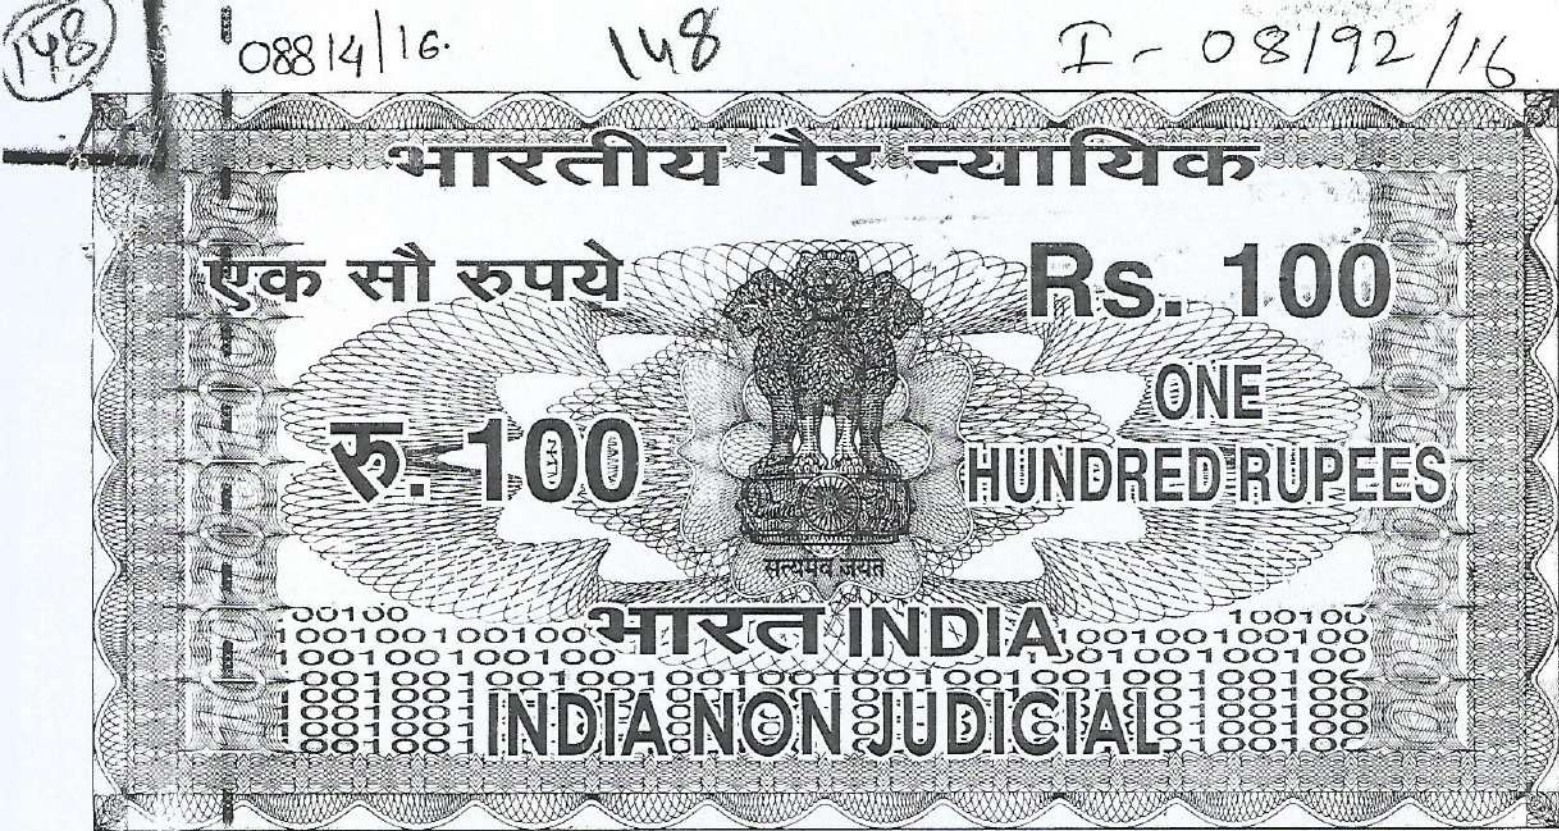 148 08814/16. 148 I - 08192/16
भारतीय गैर न्यायिक
एक सौ रुपये Rs. 100
रु. 100 ONE
HUNDRED RUPEES
सत्यमेव जयते
भारत INDIA
INDIA NON JUDICIAL